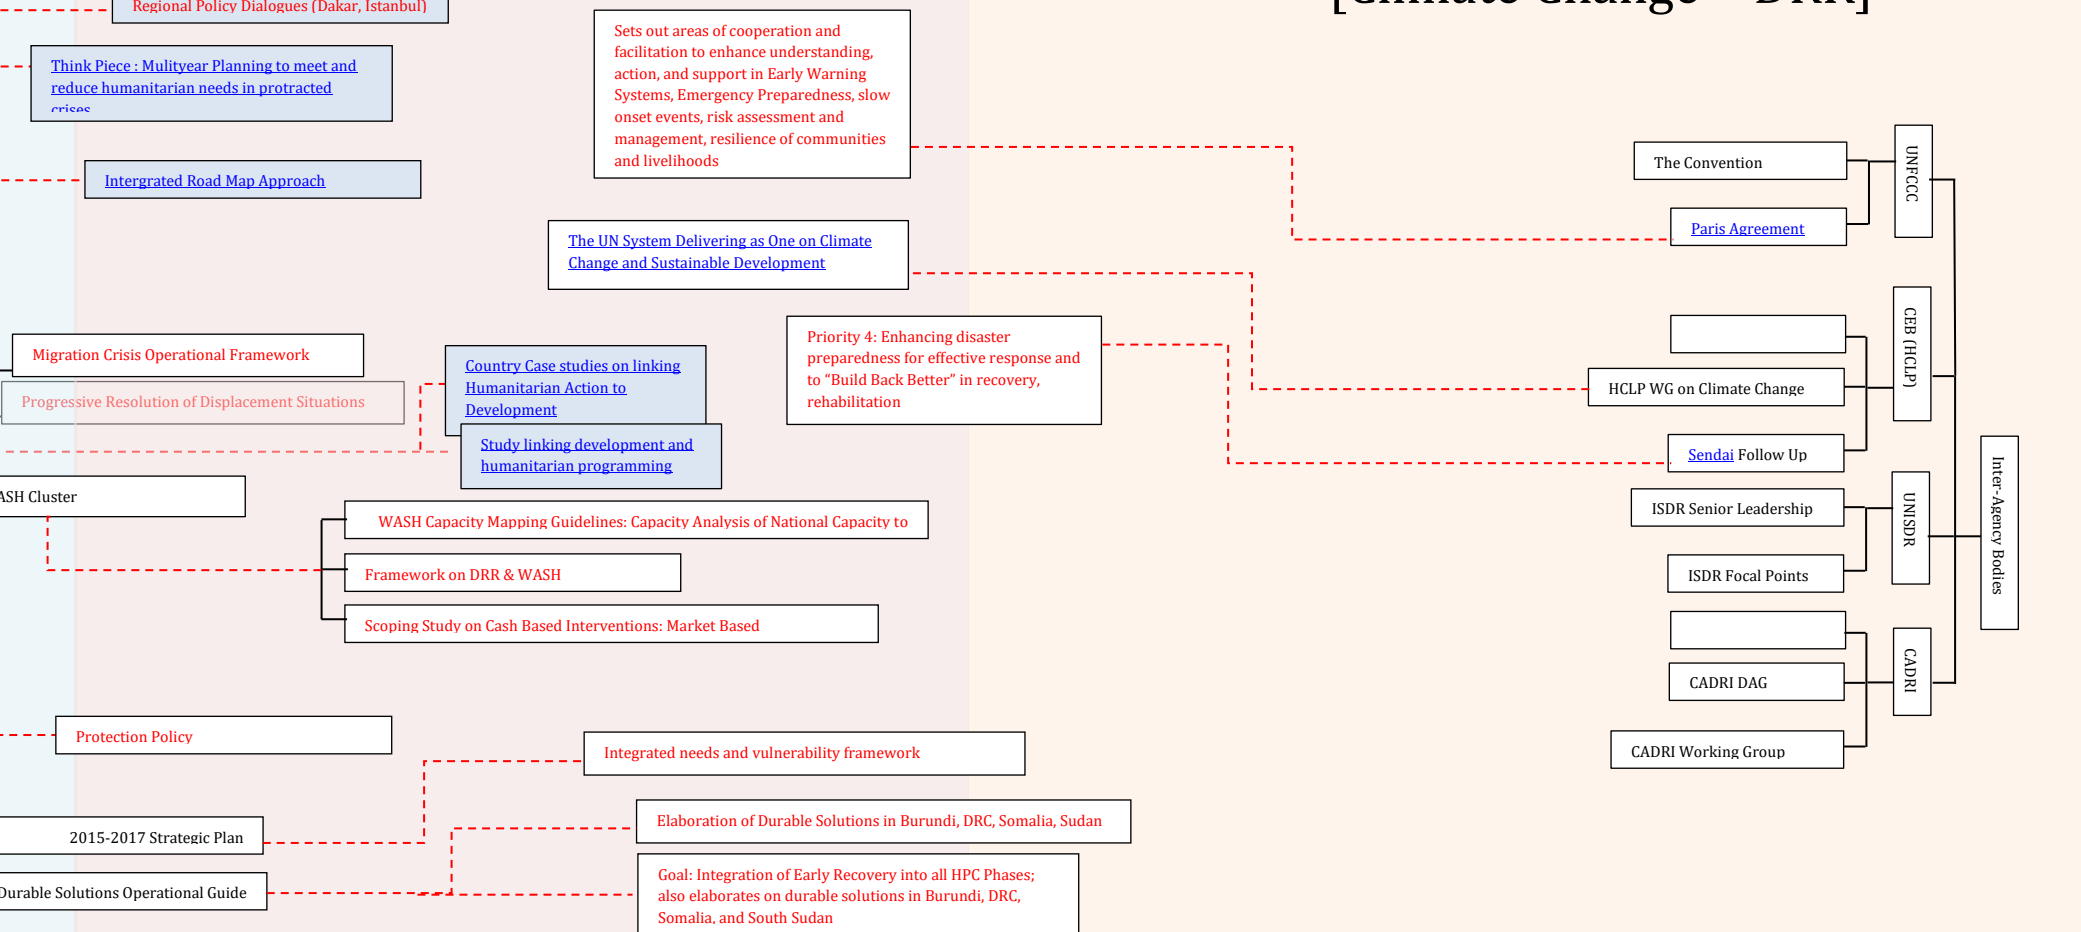 Regional Policy Dialogues (Dakar, Istanbul)
[Climate Change – DRR]
Think Piece : Mulityear Planning to meet and
reduce humanitarian needs in protracted
crises
Intergrated Road Map Approach
Sets out areas of cooperation and
facilitation to enhance understanding,
action, and support in Early Warning
Systems, Emergency Preparedness, slow
onset events, risk assessment and
management, resilience of communities
and livelihoods
The UN System Delivering as One on Climate
Change and Sustainable Development
Priority 4: Enhancing disaster
preparedness for effective response and
to “Build Back Better” in recovery,
rehabilitation
Migration Crisis Operational Framework
Progressive Resolution of Displacement Situations
Country Case studies on linking
Humanitarian Action to
Development
Study linking development and
humanitarian programming
ASH Cluster
WASH Capacity Mapping Guidelines: Capacity Analysis of National Capacity to
Framework on DRR & WASH
Scoping Study on Cash Based Interventions: Market Based
Protection Policy
Integrated needs and vulnerability framework
2015-2017 Strategic Plan
Elaboration of Durable Solutions in Burundi, DRC, Somalia, Sudan
Durable Solutions Operational Guide
Goal: Integration of Early Recovery into all HPC Phases;
also elaborates on durable solutions in Burundi, DRC,
Somalia, and South Sudan
The Convention
Paris Agreement
UNFCCC
HCLP WG on Climate Change
Sendai Follow Up
CEB (HCLP)
ISDR Senior Leadership
ISDR Focal Points
UNISDR
CADRI DAG
CADRI Working Group
CADRI
Inter-Agency Bodies